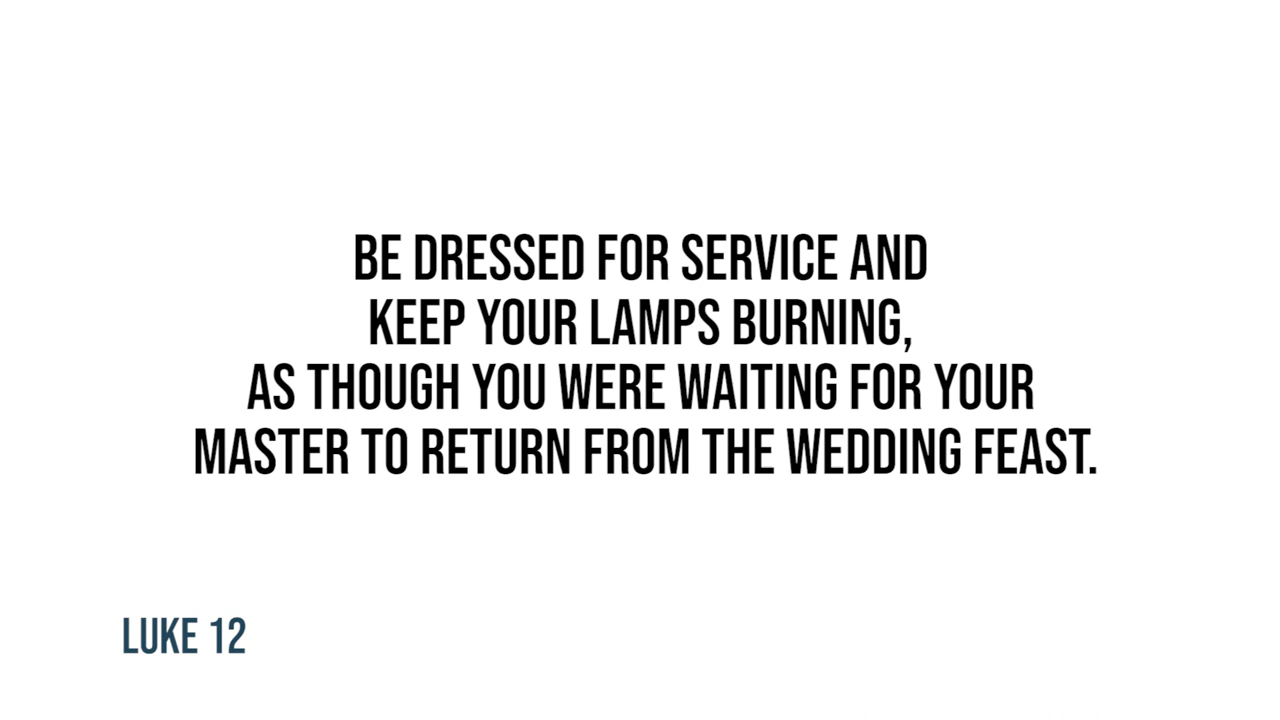 BE DRESSED FOR SERVICE AND
KEEP YOUR LAMPS BURNING,
AS THOUGH YOU WERE WAITING FOR YOUR
MASTER TO RETURN FROM THE WEDDING FEAST.
LUKE 12